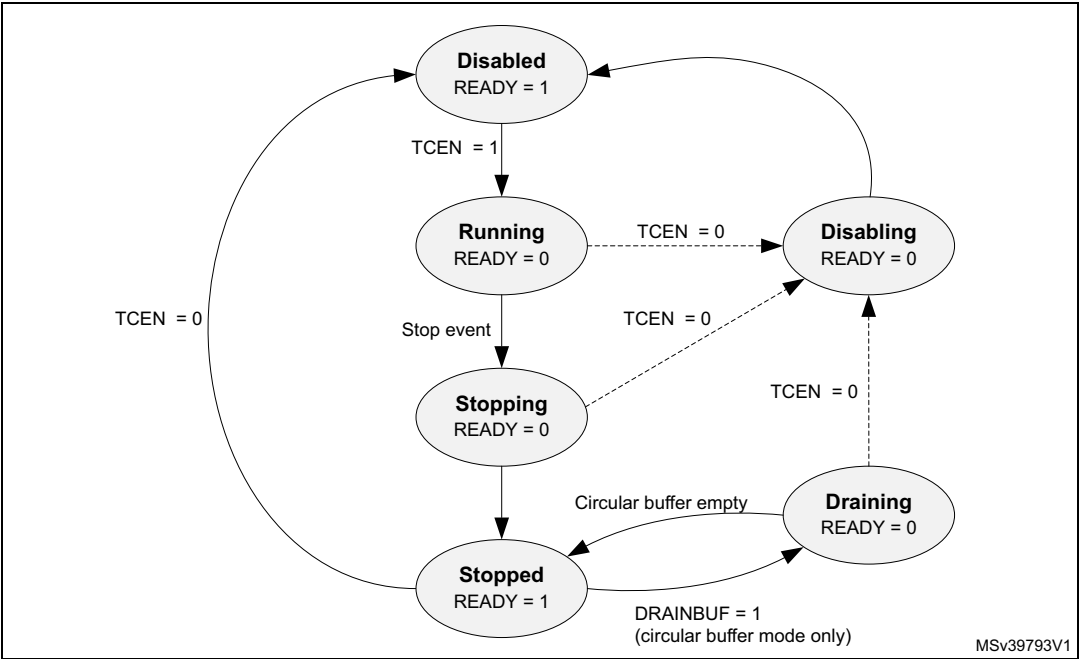 Disabled
READY = 1
TCEN = 1
Running
READY = 0
TCEN = 0
Disabling
READY = 0
TCEN = 0
Stop event
TCEN = 0
Stopping
READY = 0
TCEN = 0
Circular buffer empty
Draining
READY = 0
Stopped
READY = 1
DRAINBUF = 1
(circular buffer mode only)
MSv39793V1